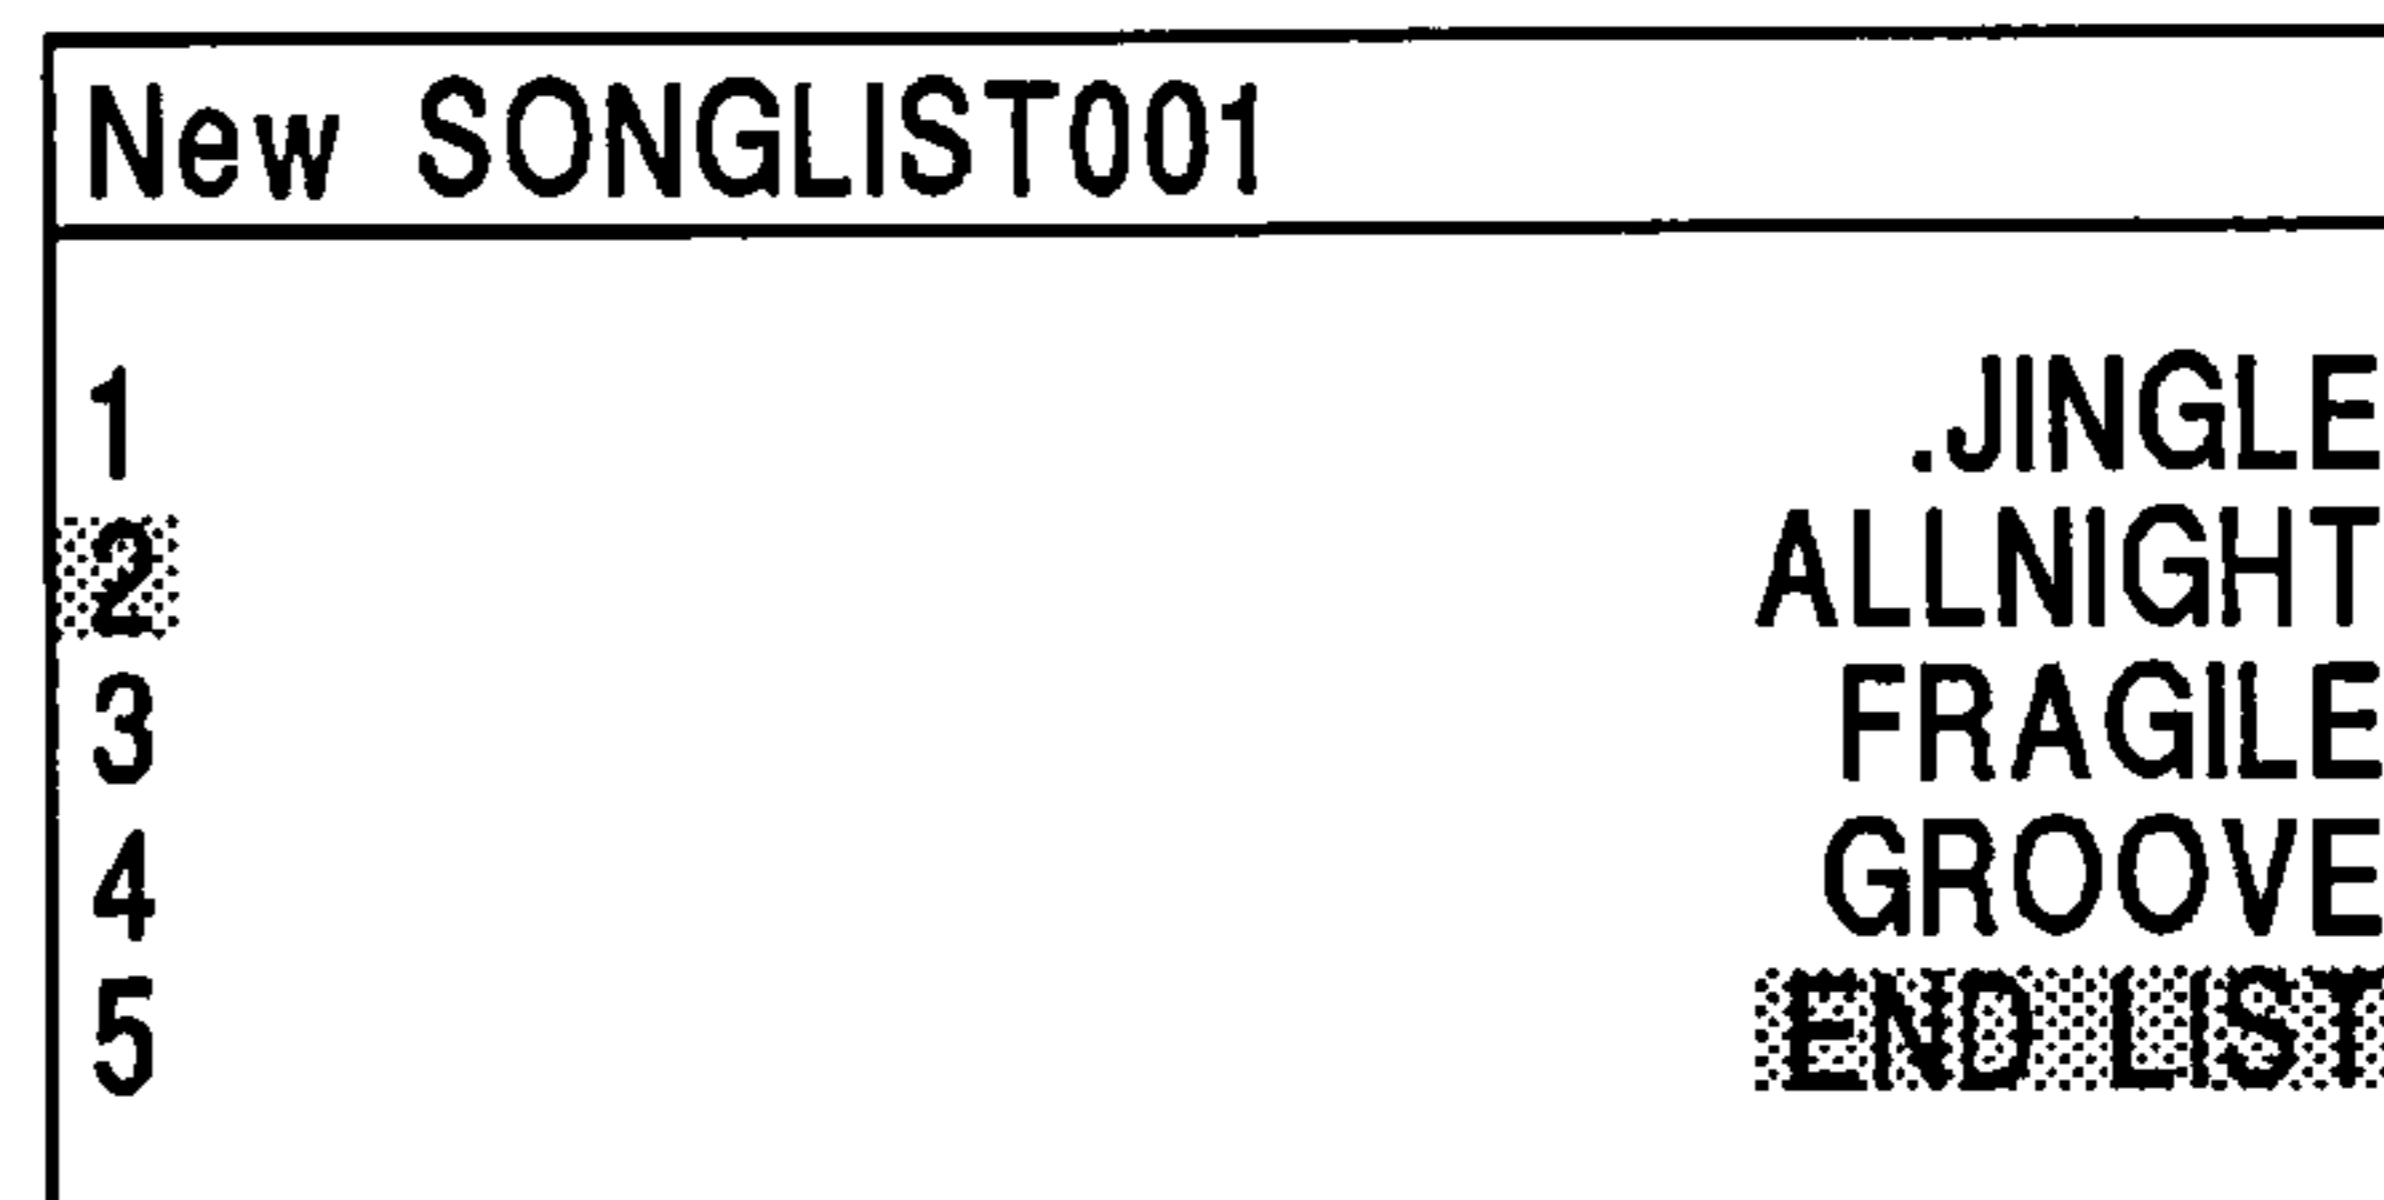 New SONGLIST001
1 .JINGLE
2 ALLNIGHT
3 FRAGILE
4 GROOVE
5 END LIST